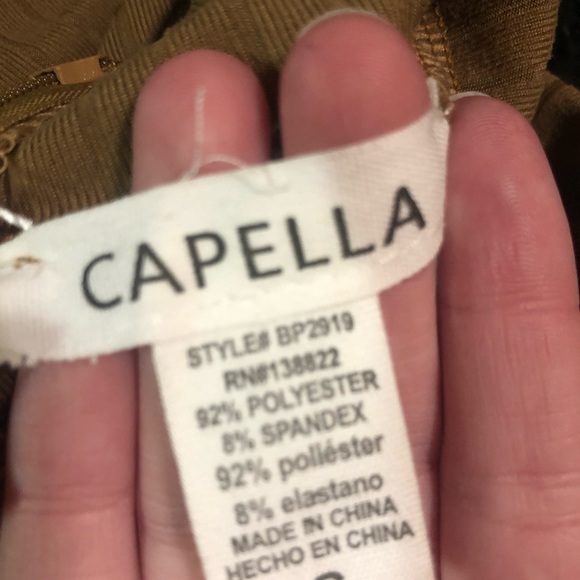 CAPELLA
STYLE# BP2919
RN#138822
92% POLYESTER
8% SPANDEX
92% poliéster
8% elastano
MADE IN CHINA
HECHO EN CHINA